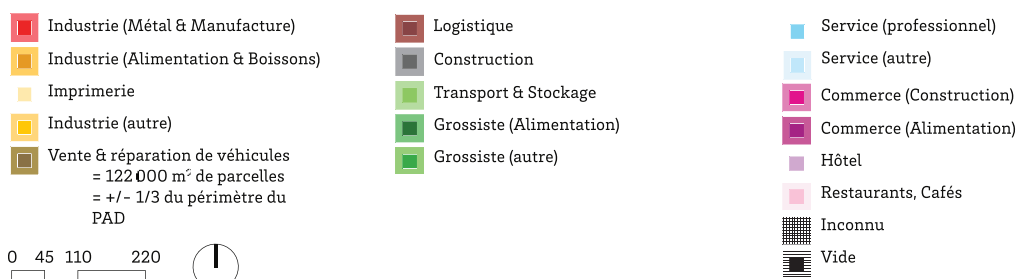 Industrie (Métal & Manufacture)
Industrie (Alimentation & Boissons)
Imprimerie
Industrie (autre)
Vente & réparation de véhicules
= 122 000 m² de parcelles
= +/- 1/3 du périmètre du
PAD
0 45 110 220
Logistique
Construction
Transport & Stockage
Grossiste (Alimentation)
Grossiste (autre)
Service (professionnel)
Service (autre)
Commerce (Construction)
Commerce (Alimentation)
Hôtel
Restaurants, Cafés
Inconnu
Vide